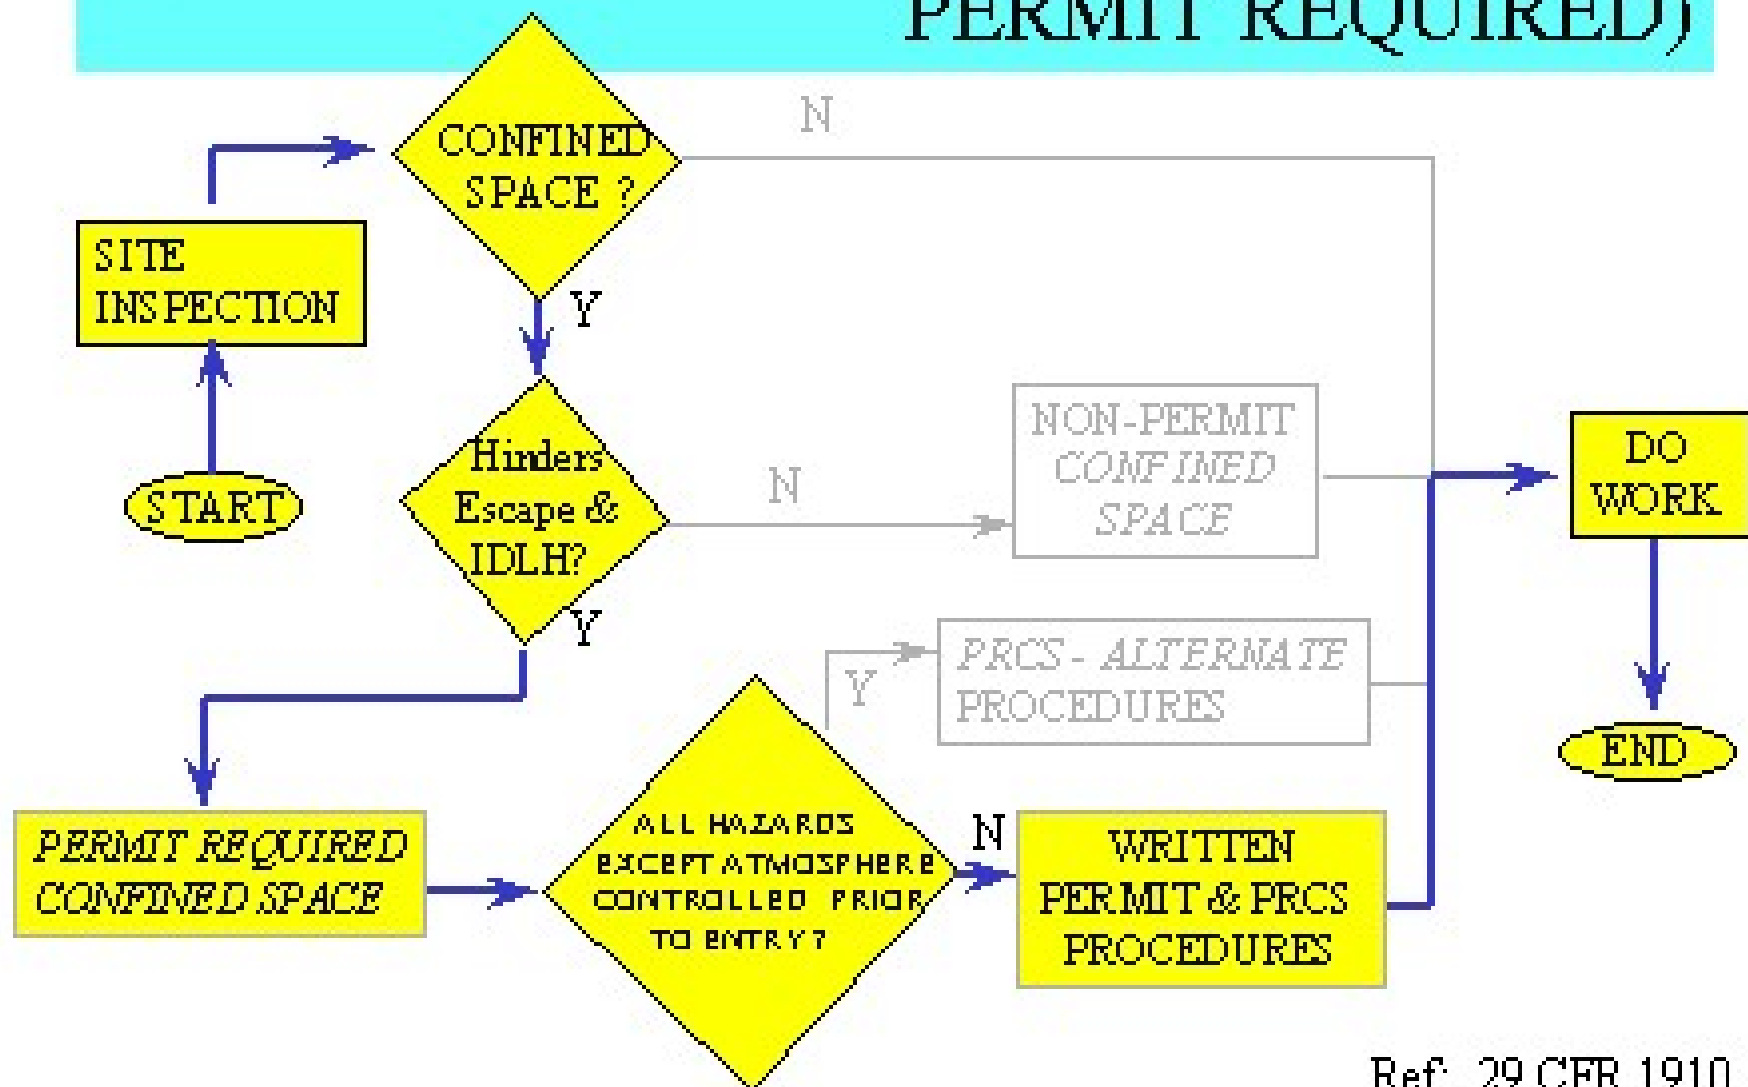 PERMIT REQUIRED)
N
CONFINED
SPACE ?
SITE
INSPECTION
Y
Hinders
Escape &
IDLH?
N
NON-PERMIT
CONFINED
SPACE
DO
WORK
START
Y
Y
PRCS - ALTERNATE
PROCEDURES
END
PERMIT REQUIRED
CONFINED SPACE
ALL HAZARDS
EXCEPT ATMOSPHERE
CONTROLLED PRIOR
TO ENTRY?
N
WRITTEN
PERMIT & PRCS
PROCEDURES
Ref: 29 CFR 1910